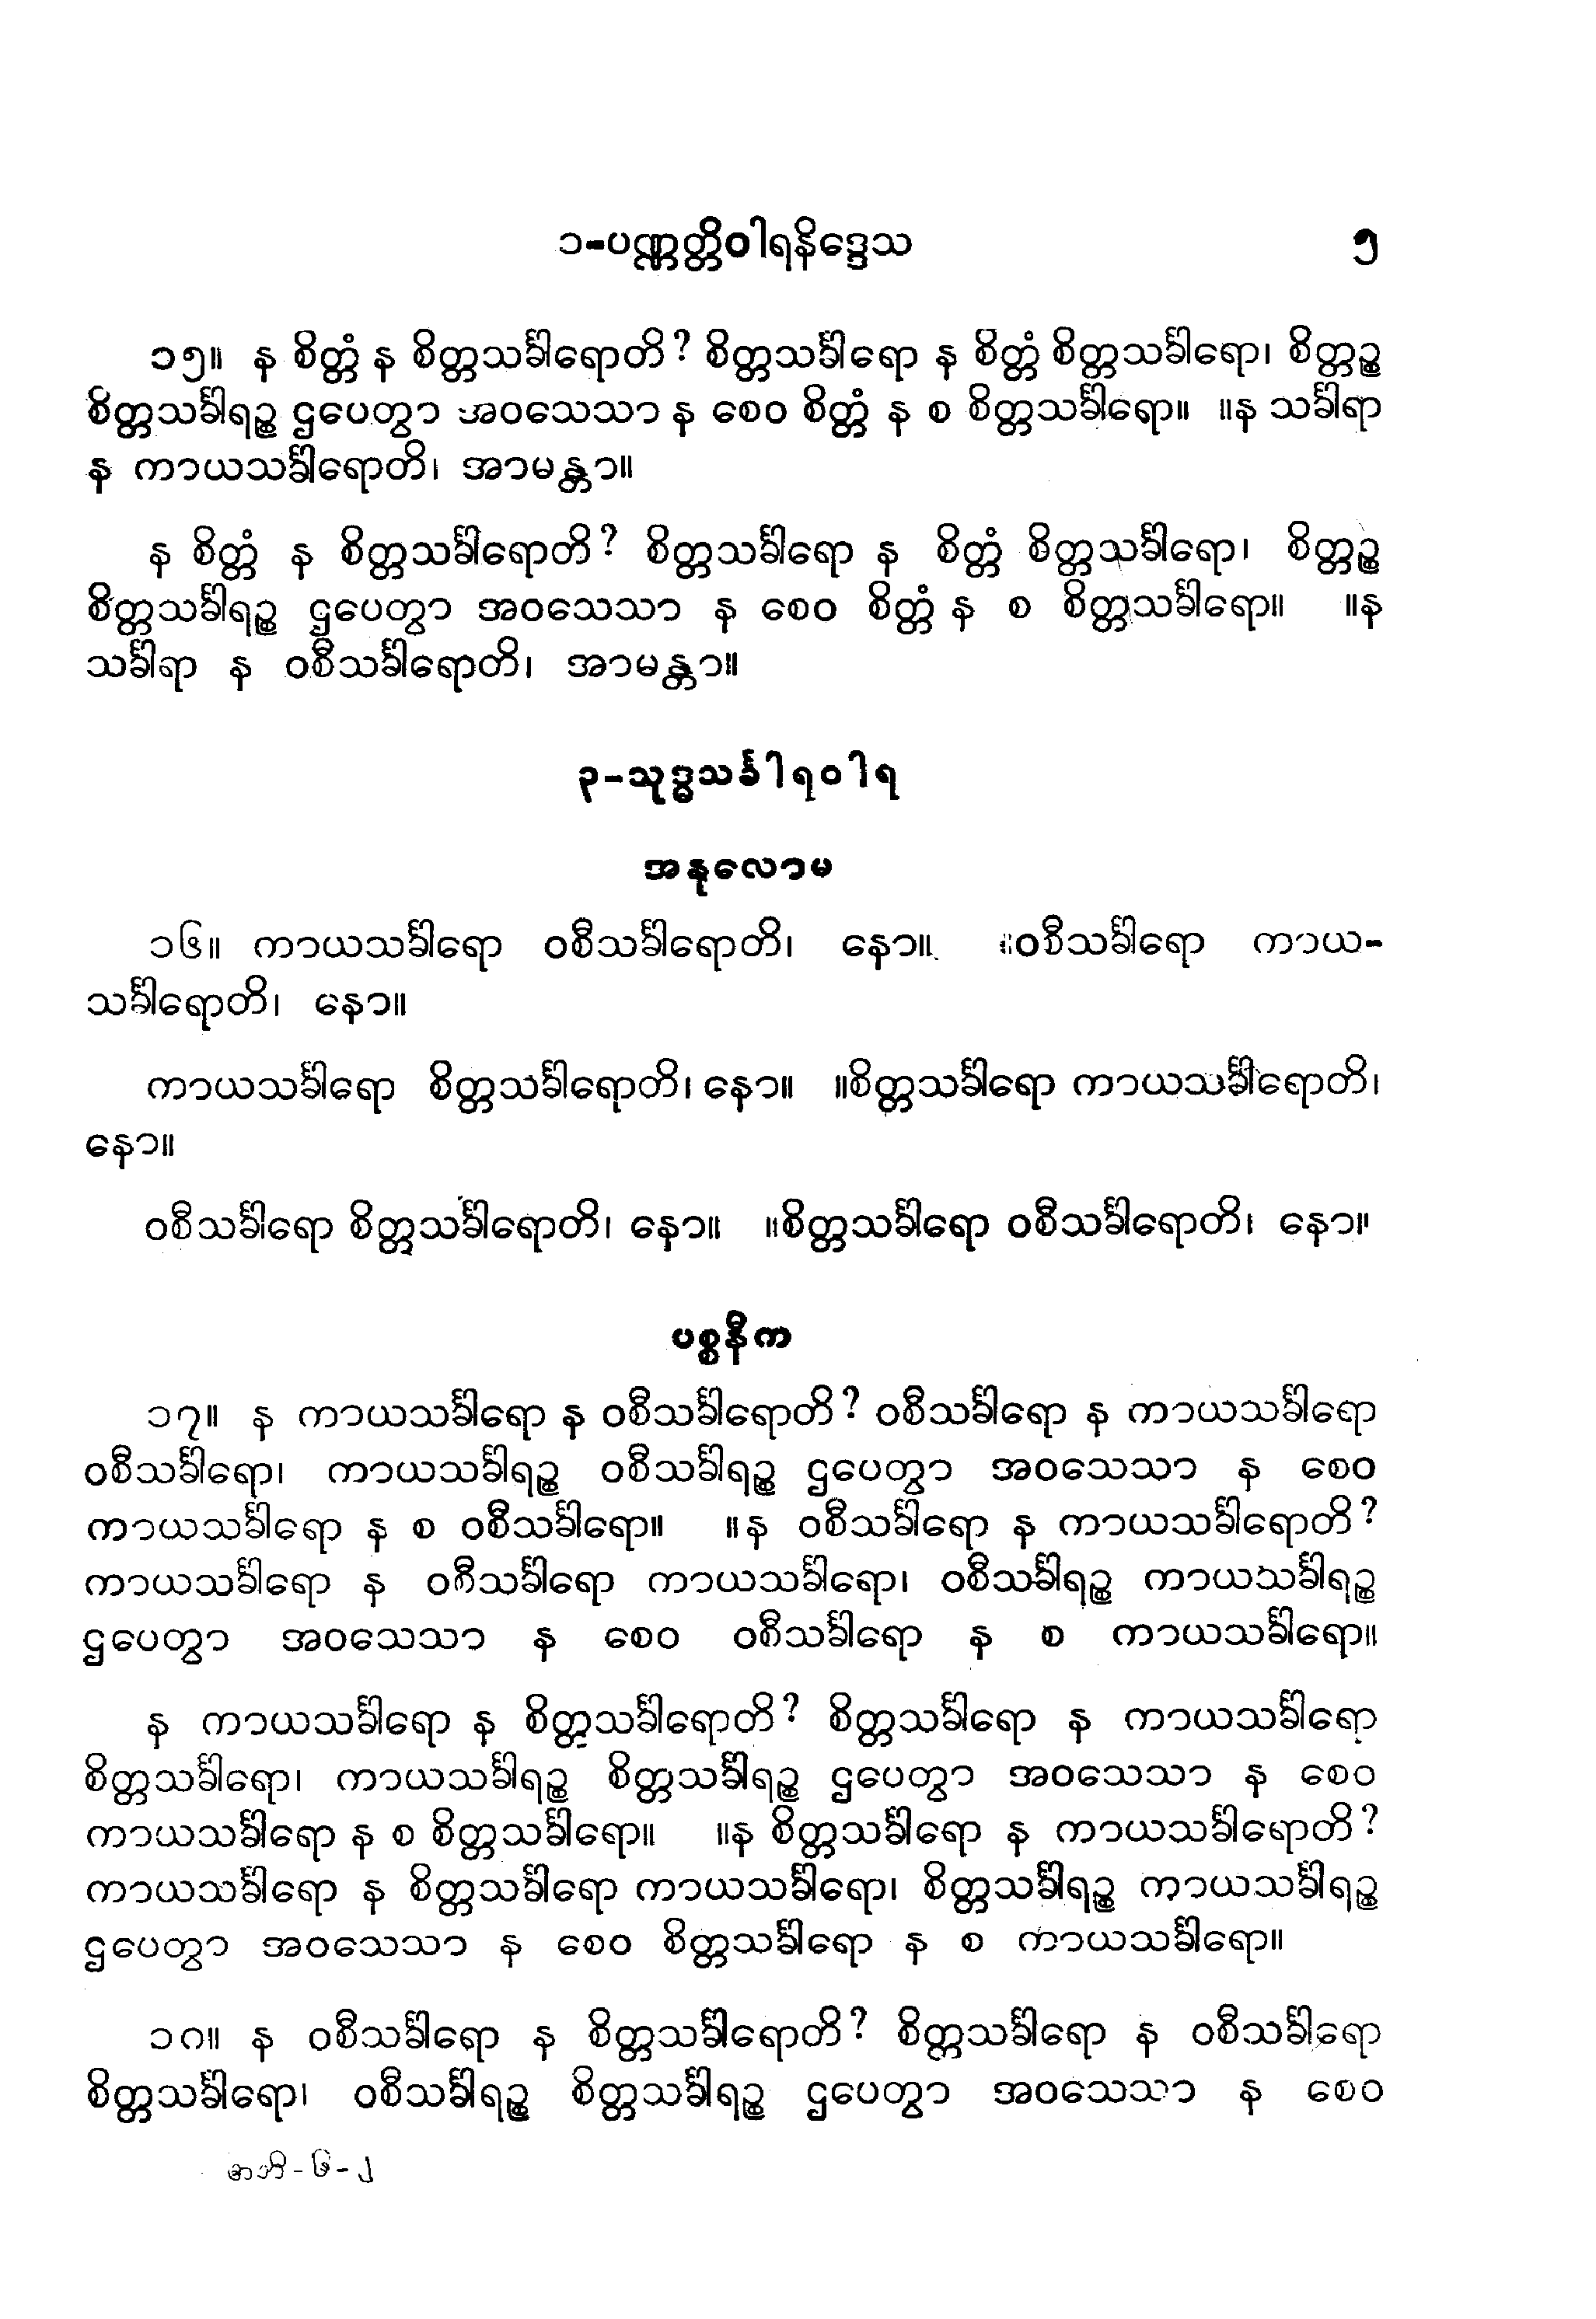 ၁-ပဏ္ဏတ္တိဝါရနိဒ္ဒေသ ၅
၁၅။ န စိတ္တံ န စိတ္တသင်္ခါရောတိ? စိတ္တသင်္ခါရော န စိတ္တံ စိတ္တသင်္ခါရော၊ စိတ္တဉ္စ
စိတ္တသင်္ခါရဉ္စ ဌပေတွာ အဝသေသာ န စေဝ စိတ္တံ န စ စိတ္တသင်္ခါရော။ ။န သင်္ခါရာ
န ကာယသင်္ခါရောတိ၊ အာမန္တာ။
န စိတ္တံ န စိတ္တသင်္ခါရောတိ? စိတ္တသင်္ခါရော န စိတ္တံ စိတ္တသင်္ခါရော၊ စိတ္တဉ္စ
စိတ္တသင်္ခါရဉ္စ ဌပေတွာ အဝသေသာ န စေဝ စိတ္တံ န စ စိတ္တသင်္ခါရော။ ။န
သင်္ခါရာ န ဝစီသင်္ခါရောတိ၊ အာမန္တာ။
၃-သုဒ္ဓသင်္ခါရဝါရ
အနုလောမ
၁၆။ ကာယသင်္ခါရော ဝစီသင်္ခါရောတိ၊ နော။ ။ဝစီသင်္ခါရော ကာယ-
သင်္ခါရောတိ၊ နော။
ကာယသင်္ခါရော စိတ္တသင်္ခါရောတိ၊ နော။ ။စိတ္တသင်္ခါရော ကာယသင်္ခါရောတိ၊
နော။
ဝစီသင်္ခါရော စိတ္တသင်္ခါရောတိ၊ နော။ ။စိတ္တသင်္ခါရော ဝစီသင်္ခါရောတိ၊ နော။
ပစ္စနီက
၁၇။ န ကာယသင်္ခါရော န ဝစီသင်္ခါရောတိ? ဝစီသင်္ခါရော န ကာယသင်္ခါရော
ဝစီသင်္ခါရော၊ ကာယသင်္ခါရဉ္စ ဝစီသင်္ခါရဉ္စ ဌပေတွာ အဝသေသာ န စေဝ
ကာယသင်္ခါရော န စ ဝစီသင်္ခါရော။ ။န ဝစီသင်္ခါရော န ကာယသင်္ခါရောတိ?
ကာယသင်္ခါရော န ဝစီသင်္ခါရော ကာယသင်္ခါရော၊ ဝစီသင်္ခါရဉ္စ ကာယသင်္ခါရဉ္စ
ဌပေတွာ အဝသေသာ န စေဝ ဝစီသင်္ခါရော န စ ကာယသင်္ခါရော။
န ကာယသင်္ခါရော န စိတ္တသင်္ခါရောတိ? စိတ္တသင်္ခါရော န ကာယသင်္ခါရော
စိတ္တသင်္ခါရော၊ ကာယသင်္ခါရဉ္စ စိတ္တသင်္ခါရဉ္စ ဌပေတွာ အဝသေသာ န စေဝ
ကာယသင်္ခါရော န စ စိတ္တသင်္ခါရော။ ။န စိတ္တသင်္ခါရော န ကာယသင်္ခါရောတိ?
ကာယသင်္ခါရော န စိတ္တသင်္ခါရော ကာယသင်္ခါရော၊ စိတ္တသင်္ခါရဉ္စ ကာယသင်္ခါရဉ္စ
ဌပေတွာ အဝသေသာ န စေဝ စိတ္တသင်္ခါရော န စ ကာယသင်္ခါရော။
၁၈။ န ဝစီသင်္ခါရော န စိတ္တသင်္ခါရောတိ? စိတ္တသင်္ခါရော န ဝစီသင်္ခါရော
စိတ္တသင်္ခါရော၊ ဝစီသင်္ခါရဉ္စ စိတ္တသင်္ခါရဉ္စ ဌပေတွာ အဝသေသာ န စေဝ
အဘိ-၆-၂